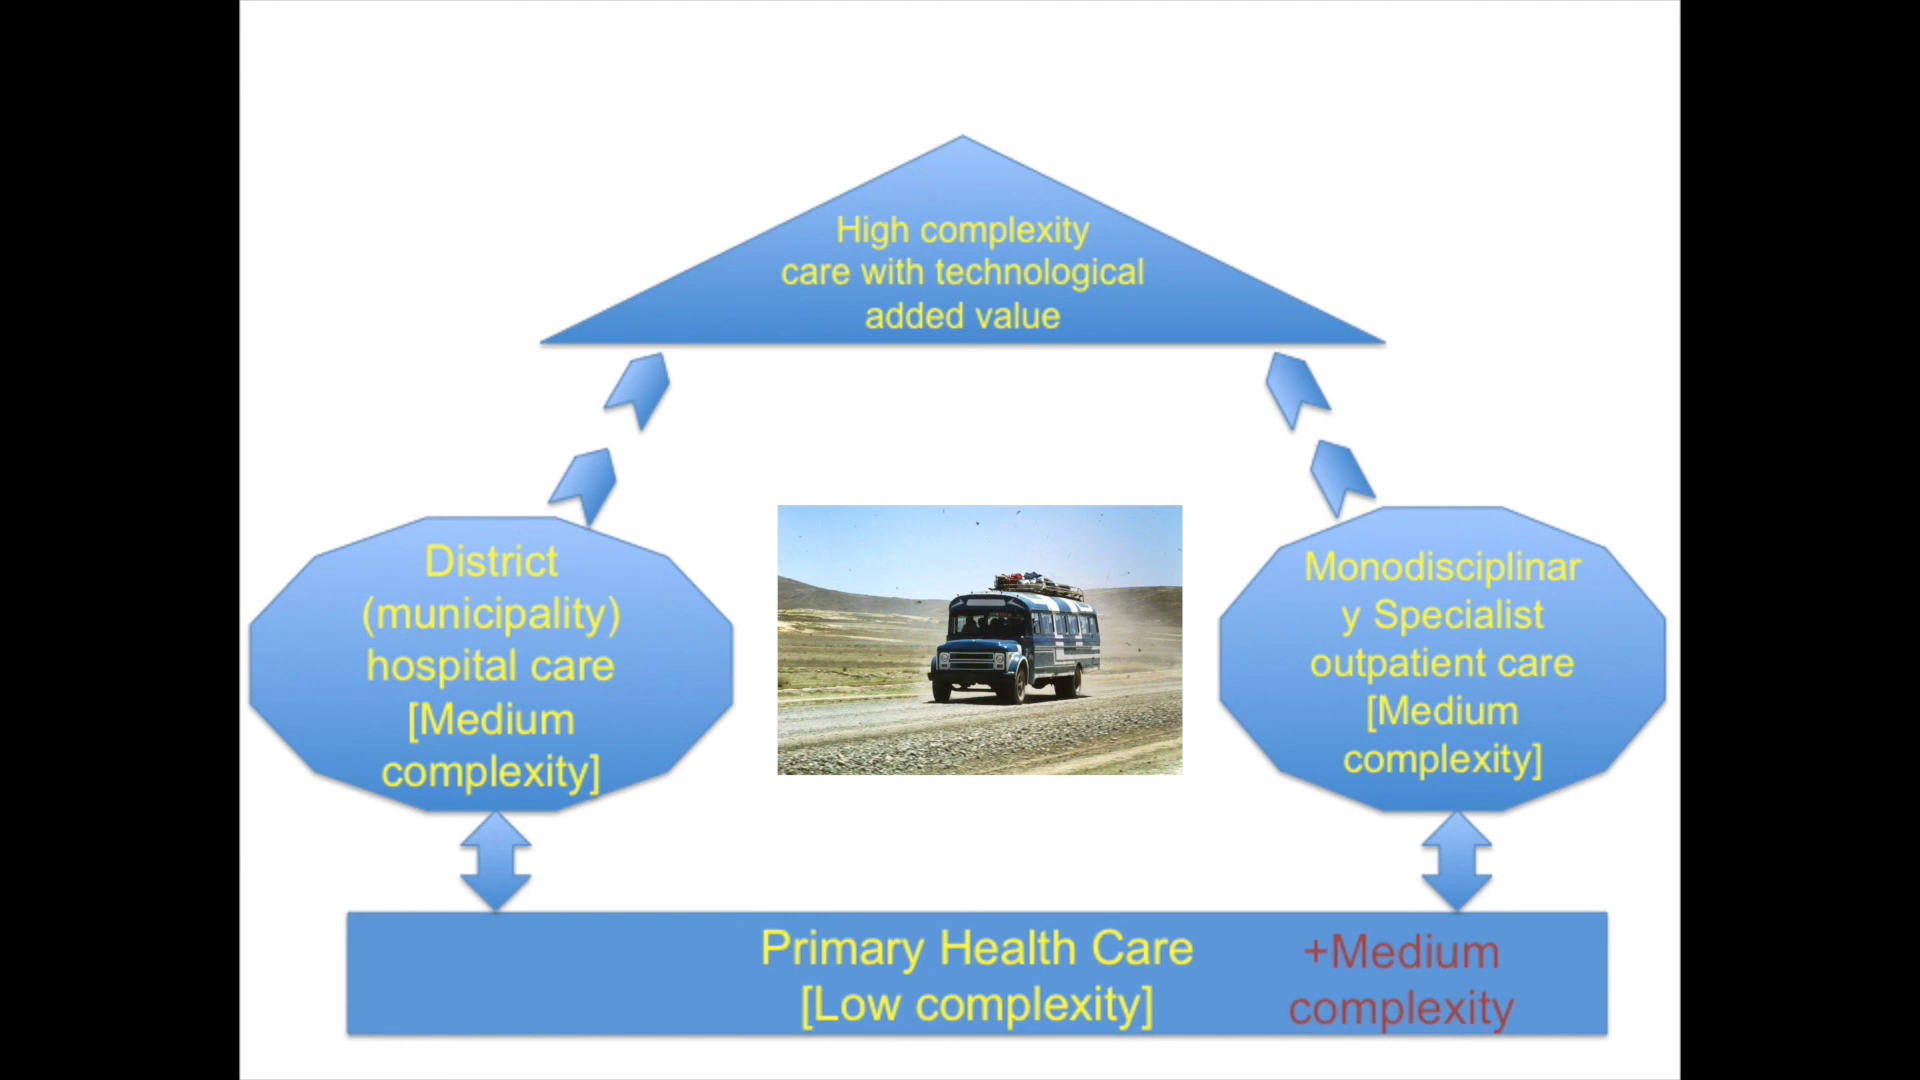 High complexity
care with technological
added value
District
(municipality)
hospital care
[Medium
complexity]
Monodisciplinar
y Specialist
outpatient care
[Medium
complexity]
Primary Health Care
[Low complexity]
+Medium
complexity